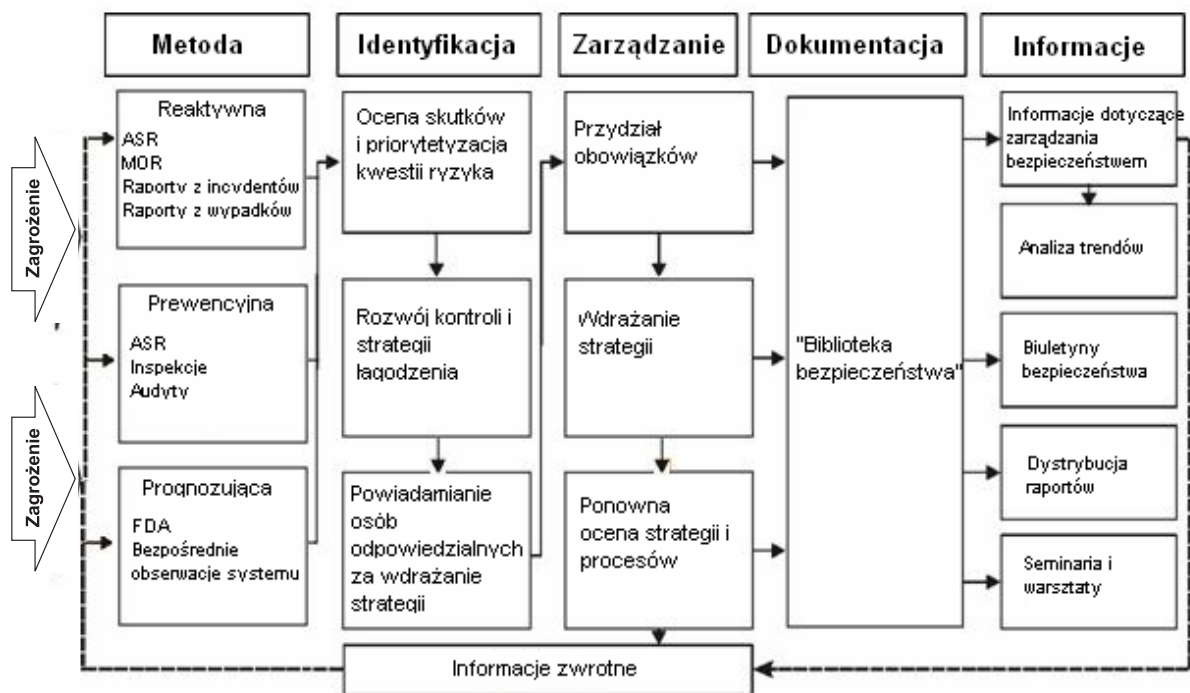 Metoda
Identyfikacja
Zarządzanie
Dokumentacja
Informacje
Zagrożenie
Zagrożenie
Reaktywna
ASR
MOR
Raporty z incydentów
Raporty z wypadków
Prewencyjna
ASR
Inspekcje
Audyty
Prognozująca
FDA
Bezpośrednie
obserwacje systemu
Ocena skutków
i priorytetyzacja
kwestii ryzyka
Rozwój kontroli i
strategii
łagodzenia
Powiadamianie
osób
odpowiedzialnych
za wdrażanie
strategii
Przydział
obowiązków
Wdrażanie
strategii
Ponowna
ocena strategii i
procesów
"Biblioteka
bezpieczeństwa"
Informacje dotyczące
zarządzania
bezpieczeństwem
Analiza trendów
Biuletyny
bezpieczeństwa
Dystrybucja
raportów
Seminaria i
warsztaty
Informacje zwrotne